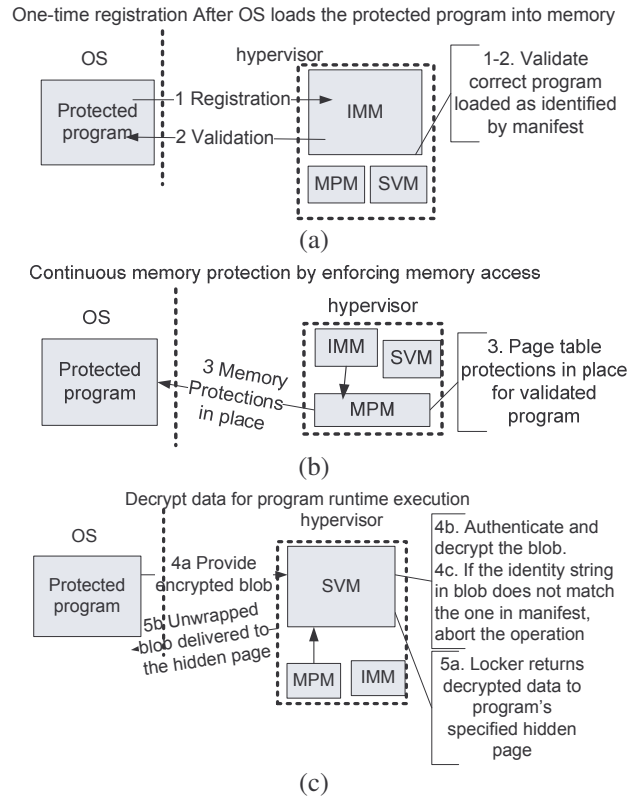 One-time registration After OS loads the protected program into memory
OS
hypervisor
Protected
program
1 Registration
2 Validation
IMM
MPM
SVM
1-2. Validate
correct program
loaded as identified
by manifest
(a)
Continuous memory protection by enforcing memory access
OS
hypervisor
Protected
program
3 Memory
Protections
in place
IMM
SVM
MPM
3. Page table
protections in place
for validated
program
(b)
Decrypt data for program runtime execution
OS
hypervisor
Protected
program
4a Provide
encrypted blob
5b Unwrapped
blob delivered to
the hidden page
SVM
MPM
IMM
4b. Authenticate and
decrypt the blob.
4c. If the identity string
in blob does not match
the one in manifest,
abort the operation
5a. Locker returns
decrypted data to
program's
specified hidden
page
(c)